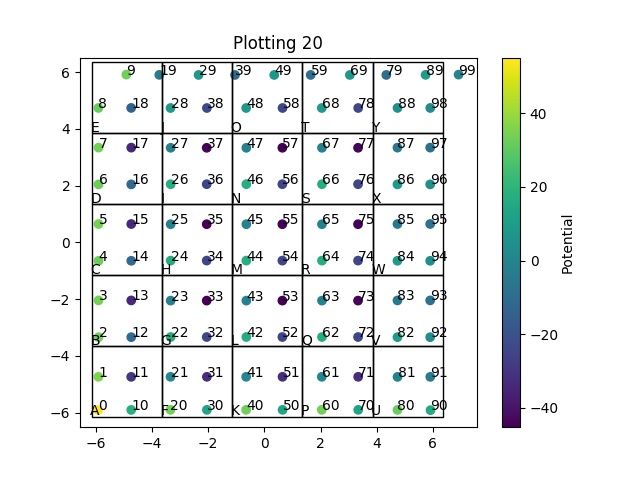 Plotting 20
6 9 19 29 39 49 59 69 79 89 99
8 18 28 38 48 58 68 78 88 98
4 E J O T Y
7 17 27 37 47 57 67 77 87 97
2 6 16 26 36 46 56 66 76 86 96
D I N S X
5 15 25 35 45 55 65 75 85 95
0
4 14 24 34 44 54 64 74 84 94
C H M R W
−2 3 13 23 33 43 53 63 73 83 93
2 12 22 32 42 52 62 72 82 92
B G L Q V
−4
1 11 21 31 41 51 61 71 81 91
−6 0 10 20 30 40 50 60 70 80 90
A F K P U
−6 −4 −2 0 2 4 6
40
20
0
−20
−40
Potential